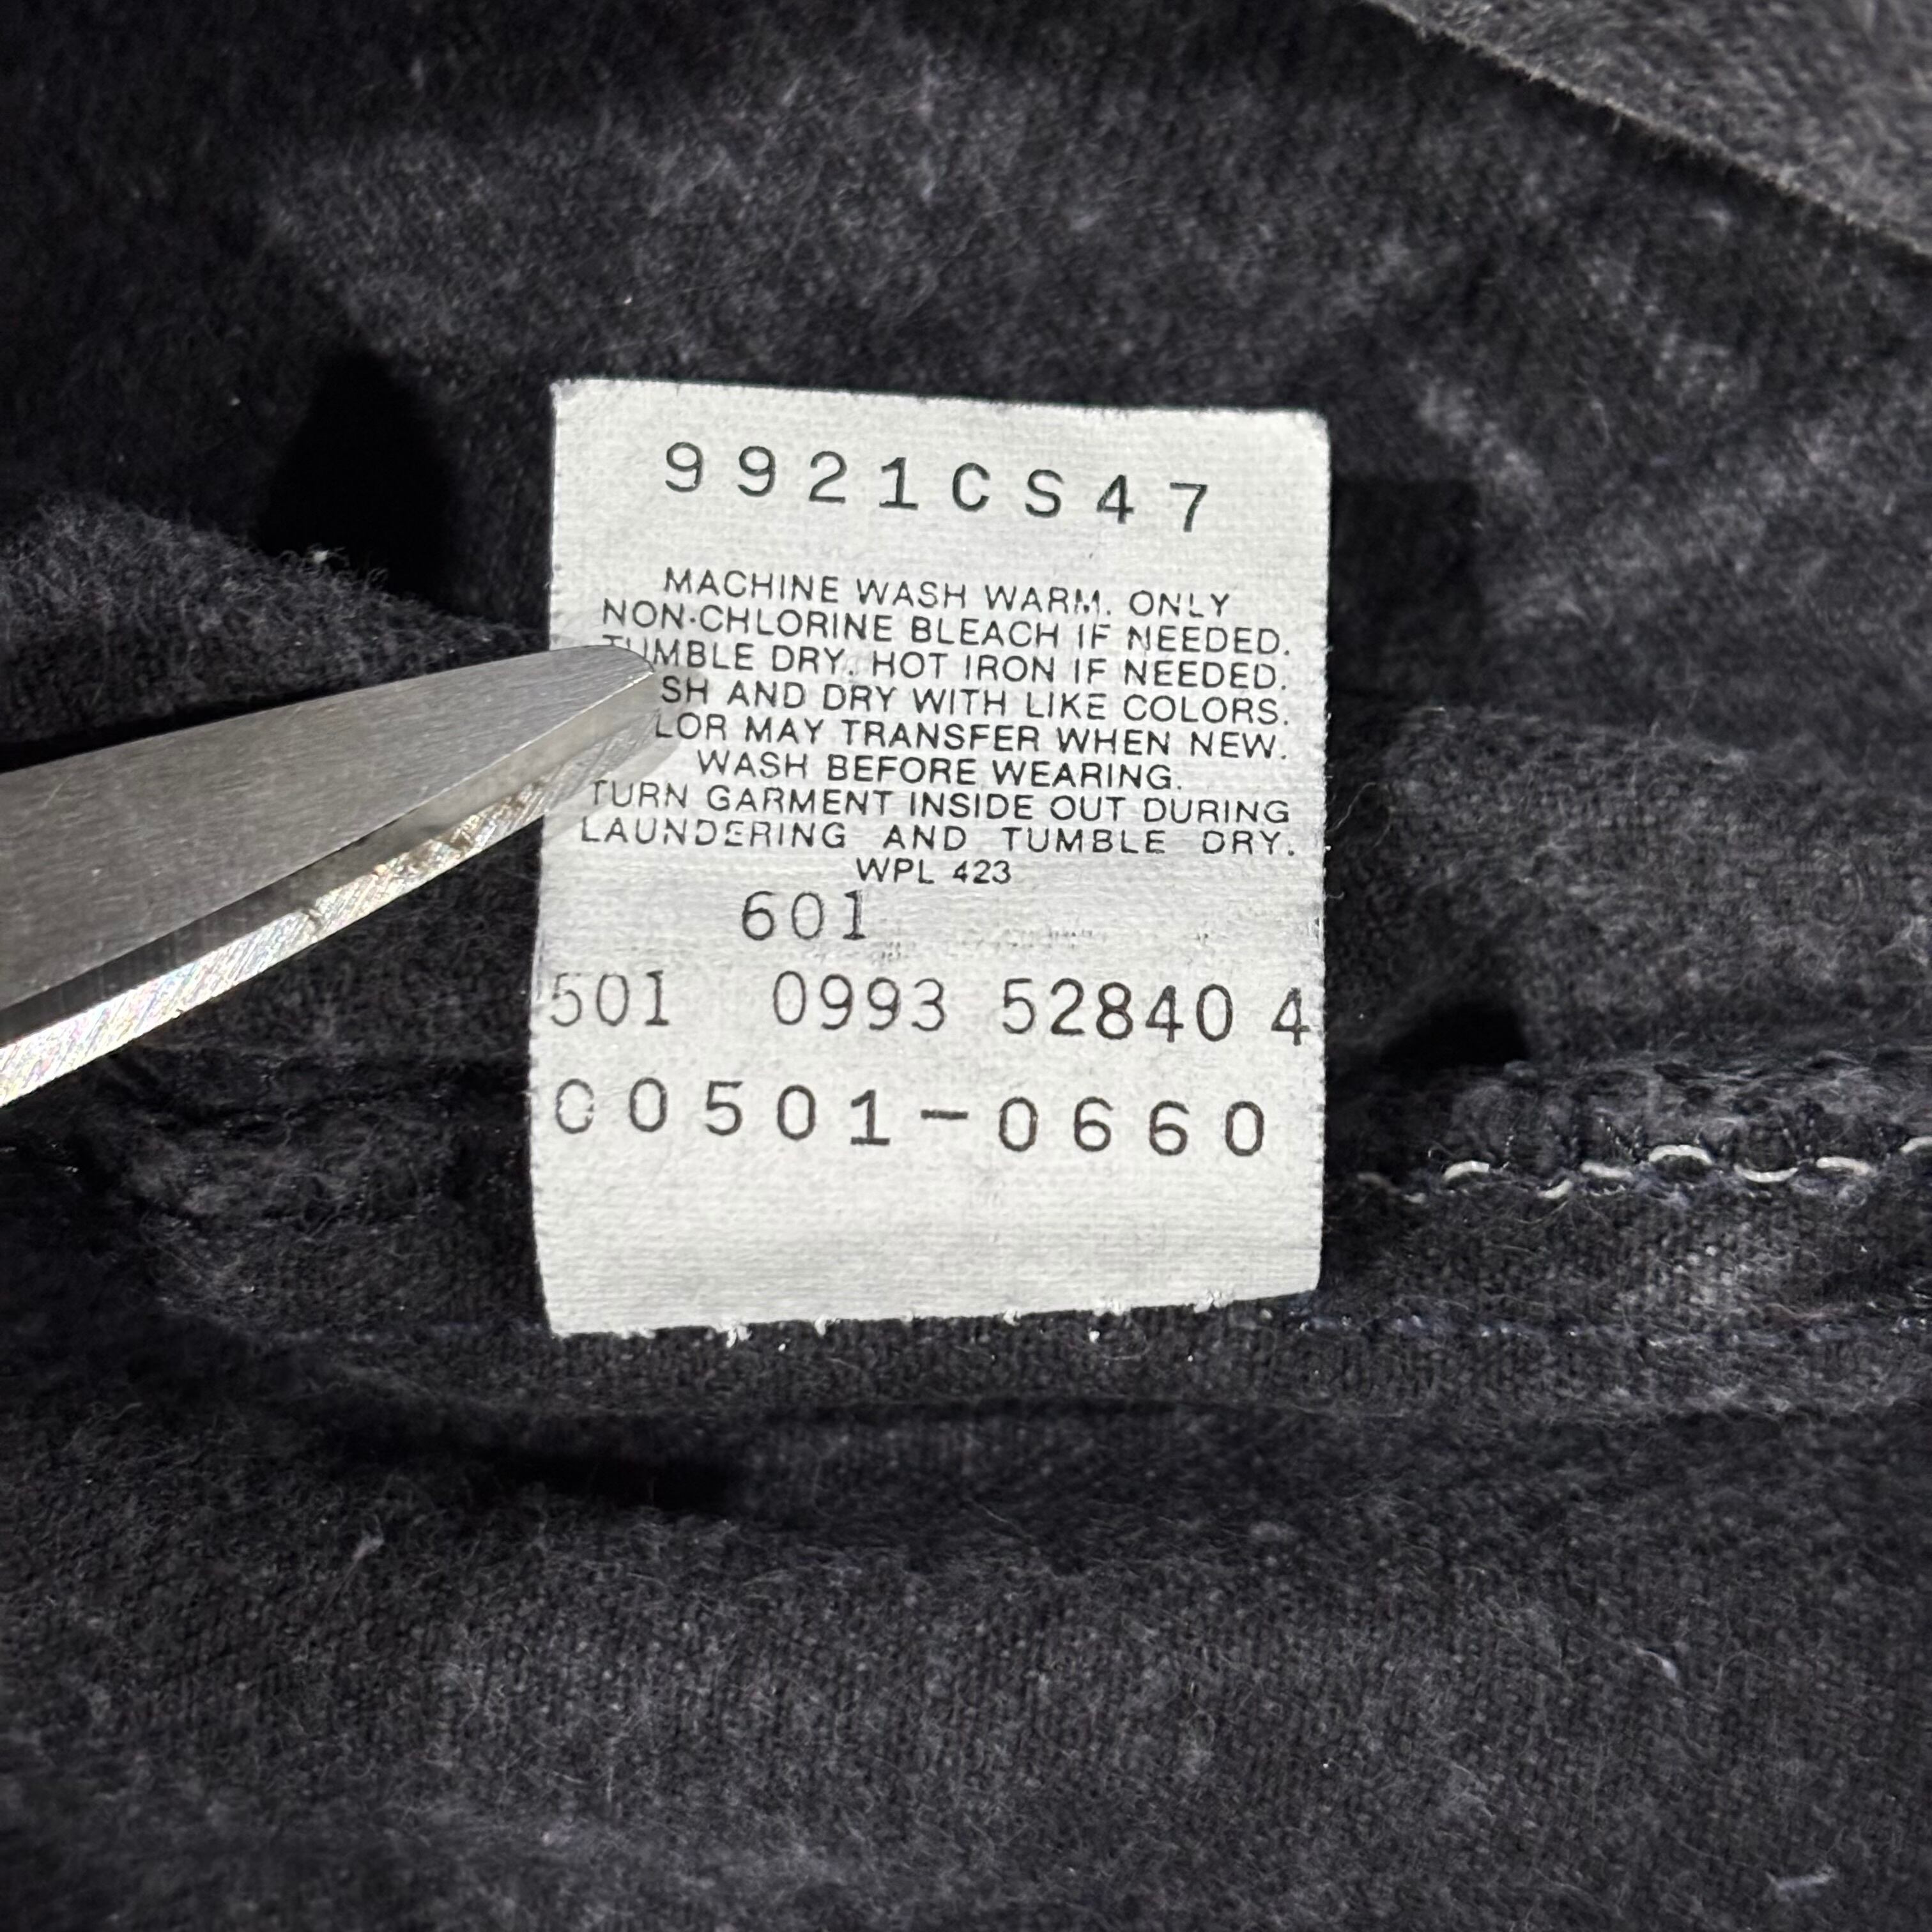 9921CS47
MACHINE WASH WARM. ONLY
NON-CHLORINE BLEACH IF NEEDED.
TUMBLE DRY. HOT IRON IF NEEDED.
SH AND DRY WITH LIKE COLORS.
LOR MAY TRANSFER WHEN NEW.
WASH BEFORE WEARING.
TURN GARMENT INSIDE OUT DURING
LAUNDERING AND TUMBLE DRY.
WPL 423
601
501 0993 52840 4
00501-0660